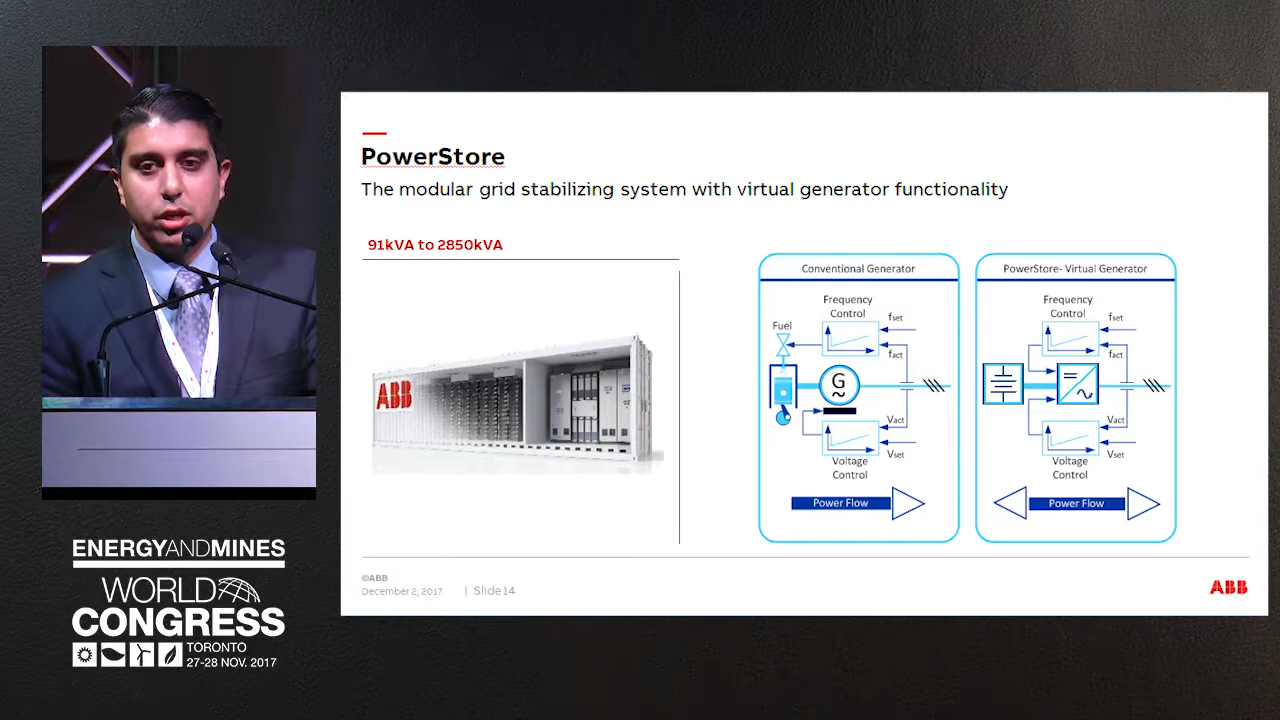 PowerStore
The modular grid stabilizing system with virtual generator functionality
91kVA to 2850kVA
ABB
Conventional Generator
Frequency
Control
fset
Fuel
fact
G
~
Vact
Vset
Voltage
Control
Power Flow
PowerStore- Virtual Generator
Frequency
Control
fset
fact
Vact
Vset
Voltage
Control
Power Flow
©ABB
December 2, 2017 | Slide 14
ABB
ENERGYANDMINES
WORLD
CONGRESS
TORONTO
27-28 NOV. 2017